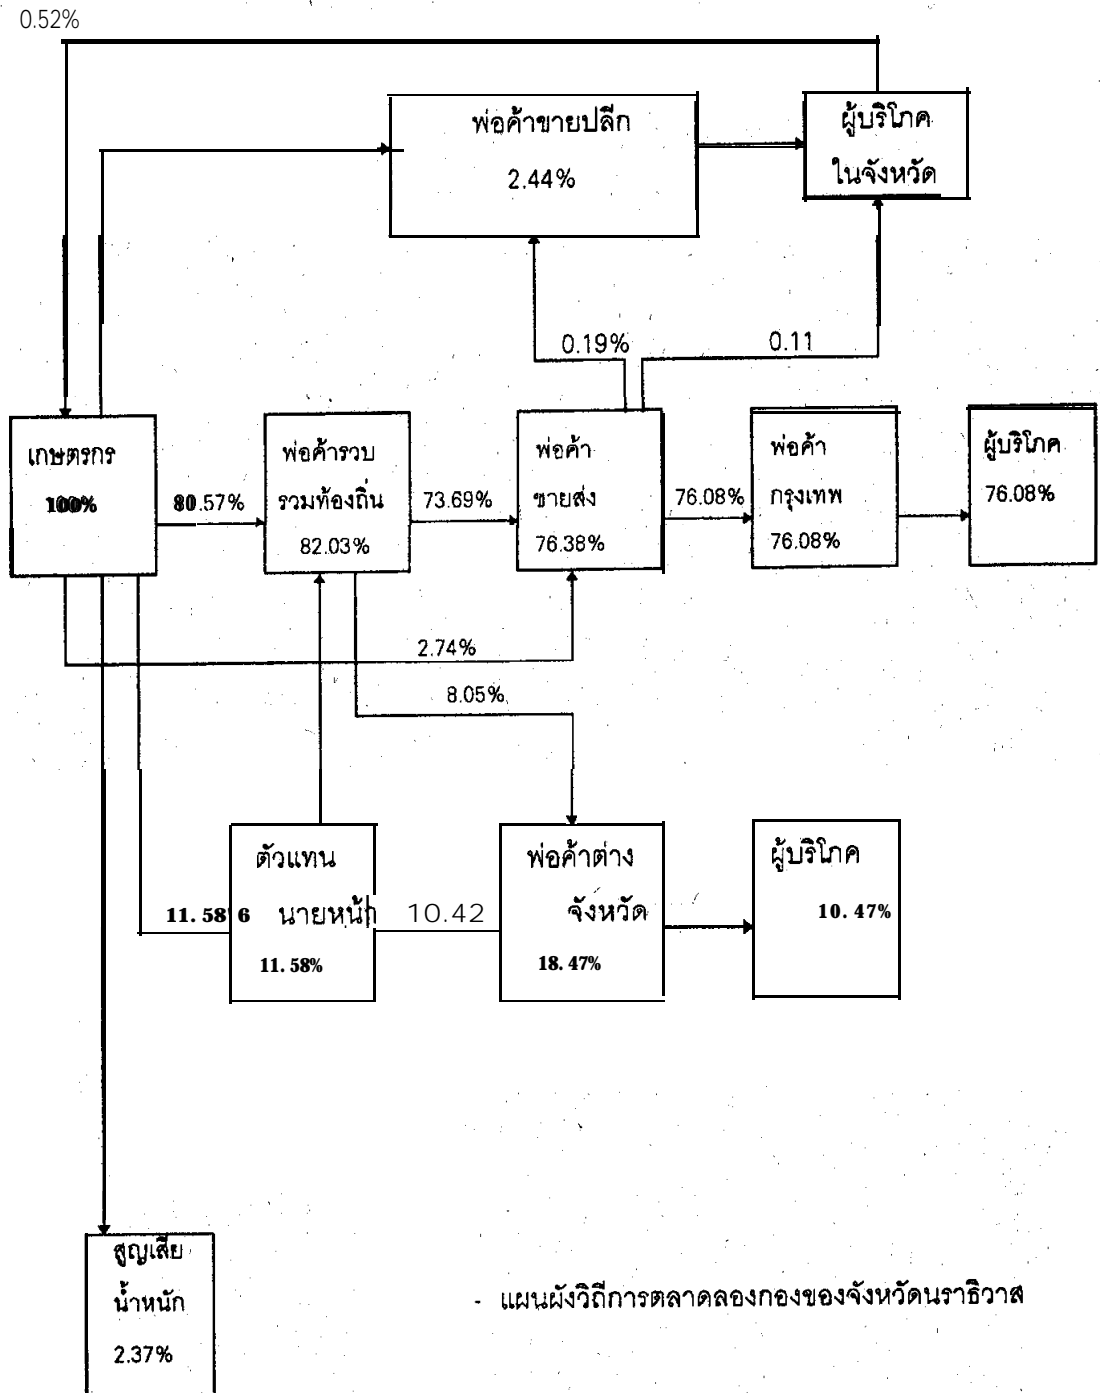 0.52%
พ่อค้าขายปลีก
2.44%
ผู้บริโภค
ในจังหวัด
0.19%
0.11
เกษตรกร
100%
80.57%
พ่อค้ารวบ
รวมท้องถิ่น
82.03%
73.69%
พ่อค้า
ขายส่ง
76.38%
76.08%
พ่อค้า
กรุงเทพ
76.08%
ผู้บริโภค
76.08%
2.74%
8.05%
11.58'6
ตัวแทน
นายหน้า
11.58%
10.42
พ่อค้าต่าง
จังหวัด
18.47%
ผู้บริโภค
10.47%
สูญเสีย
น้ำหนัก
2.37%
- แผนผังวิถีการตลาดลองกองของจังหวัดนราธิวาส